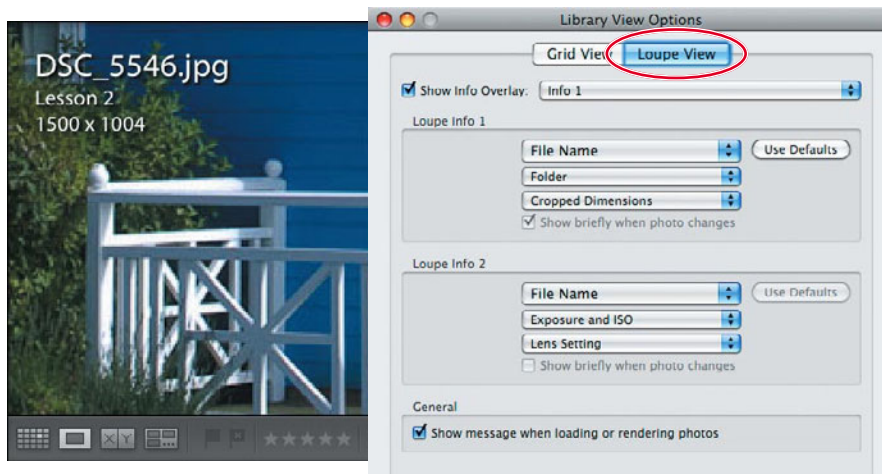 DSC_5546.jpg
Lesson 2
1500 x 1004
XY
Library View Options
Grid View
Loupe View
Show Info Overlay:
Info 1
Loupe Info 1
File Name
Use Defaults
Folder
Cropped Dimensions
Show briefly when photo changes
Loupe Info 2
File Name
Use Defaults
Exposure and ISO
Lens Setting
Show briefly when photo changes
General
Show message when loading or rendering photos